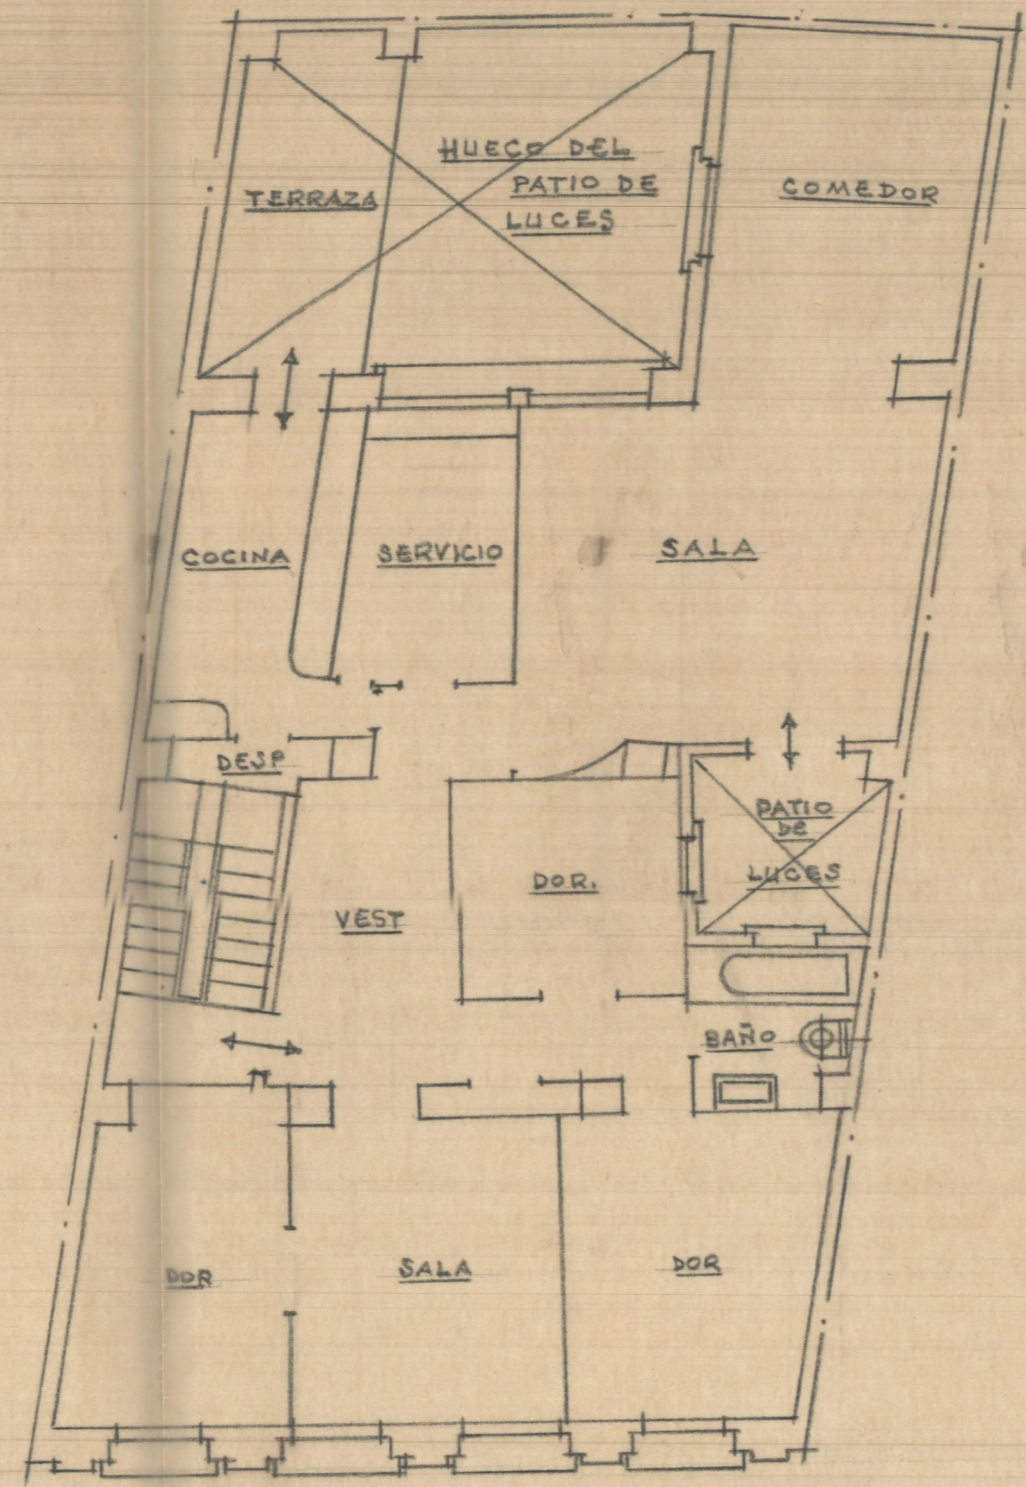 HUECO DEL
PATIO DE
LUCES
TERRAZA
COMEDOR
COCINA
SERVICIO
SALA
DESP
PATIO
DE
LUCES
DOR.
VEST
BAÑO
DOR
SALA
DOR